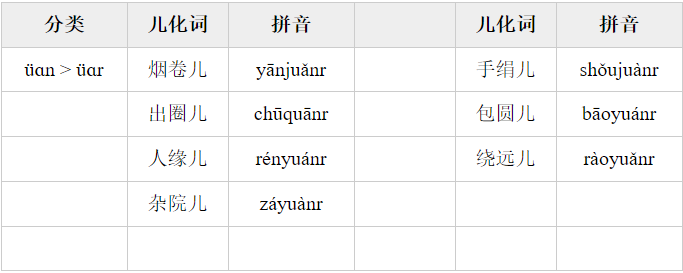 分类 儿化词 拼音 儿化词 拼音
üɑn > üɑr 烟卷儿 yānjuǎnr 手绢儿 shǒujuànr
出圈儿 chūquānr 包圆儿 bāoyuánr
人缘儿 rényuánr 绕远儿 ràoyuǎnr
杂院儿 záyuànr